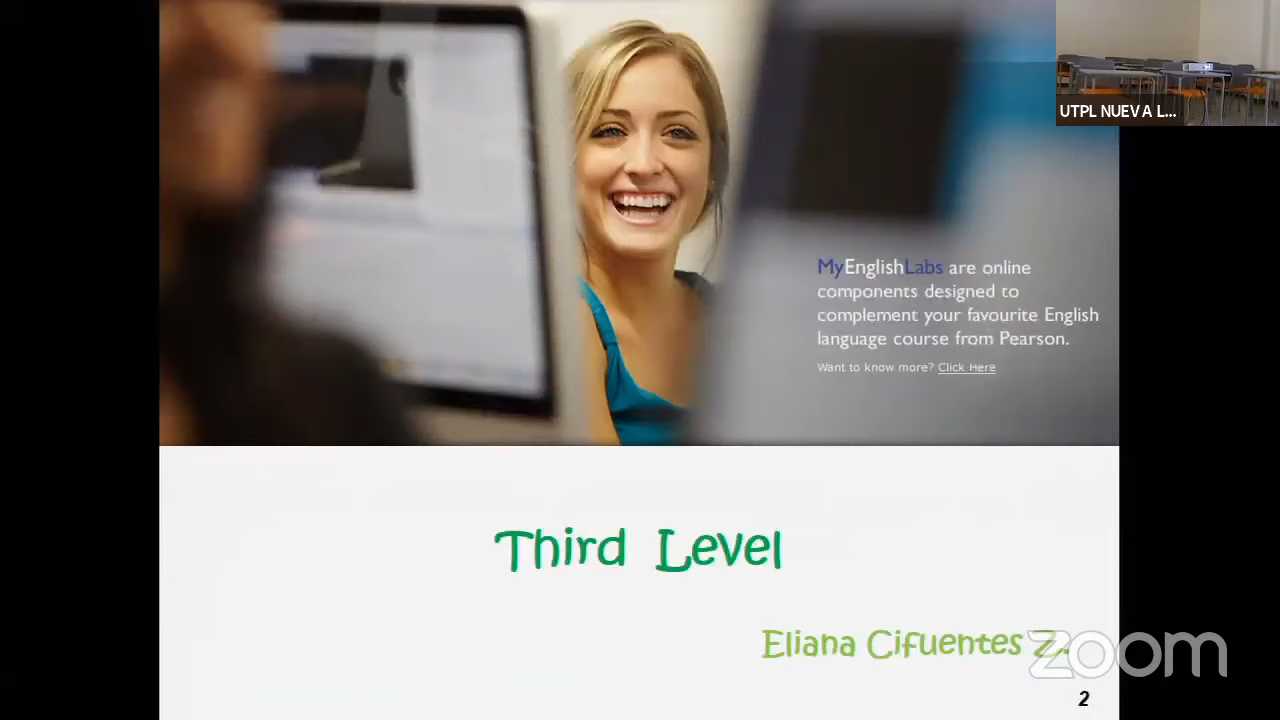 UTPL NUEVA L...
MyEnglishLabs are online
components designed to
complement your favourite English
language course from Pearson.
Want to know more? Click Here
Third Level
Eliana Cifuentes Z.
zoom
2